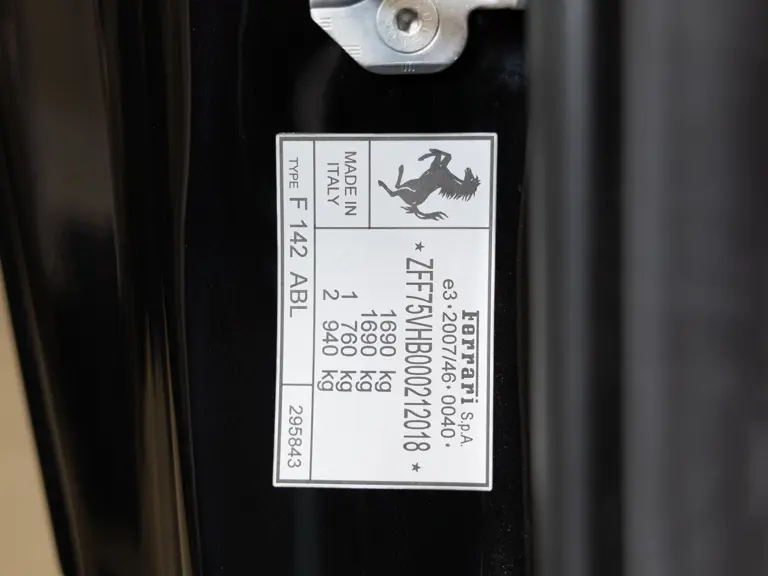 MADE IN
ITALY
Ferrari S.p.A.
e3*2007/46*0040*
* ZFF75VHB000212018 *
1690 kg
1690 kg
1 760 kg
2 940 kg
TYPE F 142 ABL 295843